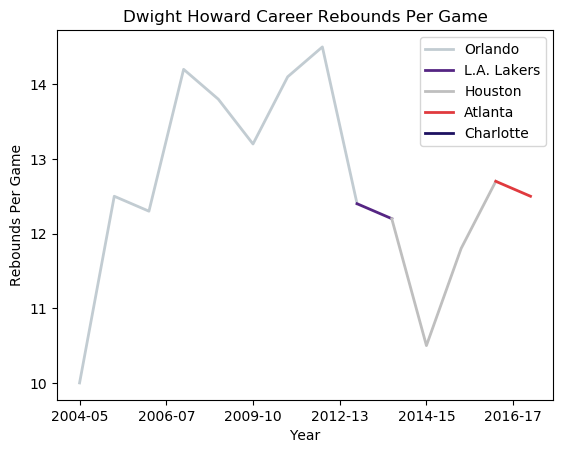 Dwight Howard Career Rebounds Per Game
Orlando
L.A. Lakers
Houston
Atlanta
Charlotte
Rebounds Per Game
14
13
12
11
10
2004-05 2006-07 2009-10 2012-13 2014-15 2016-17
Year